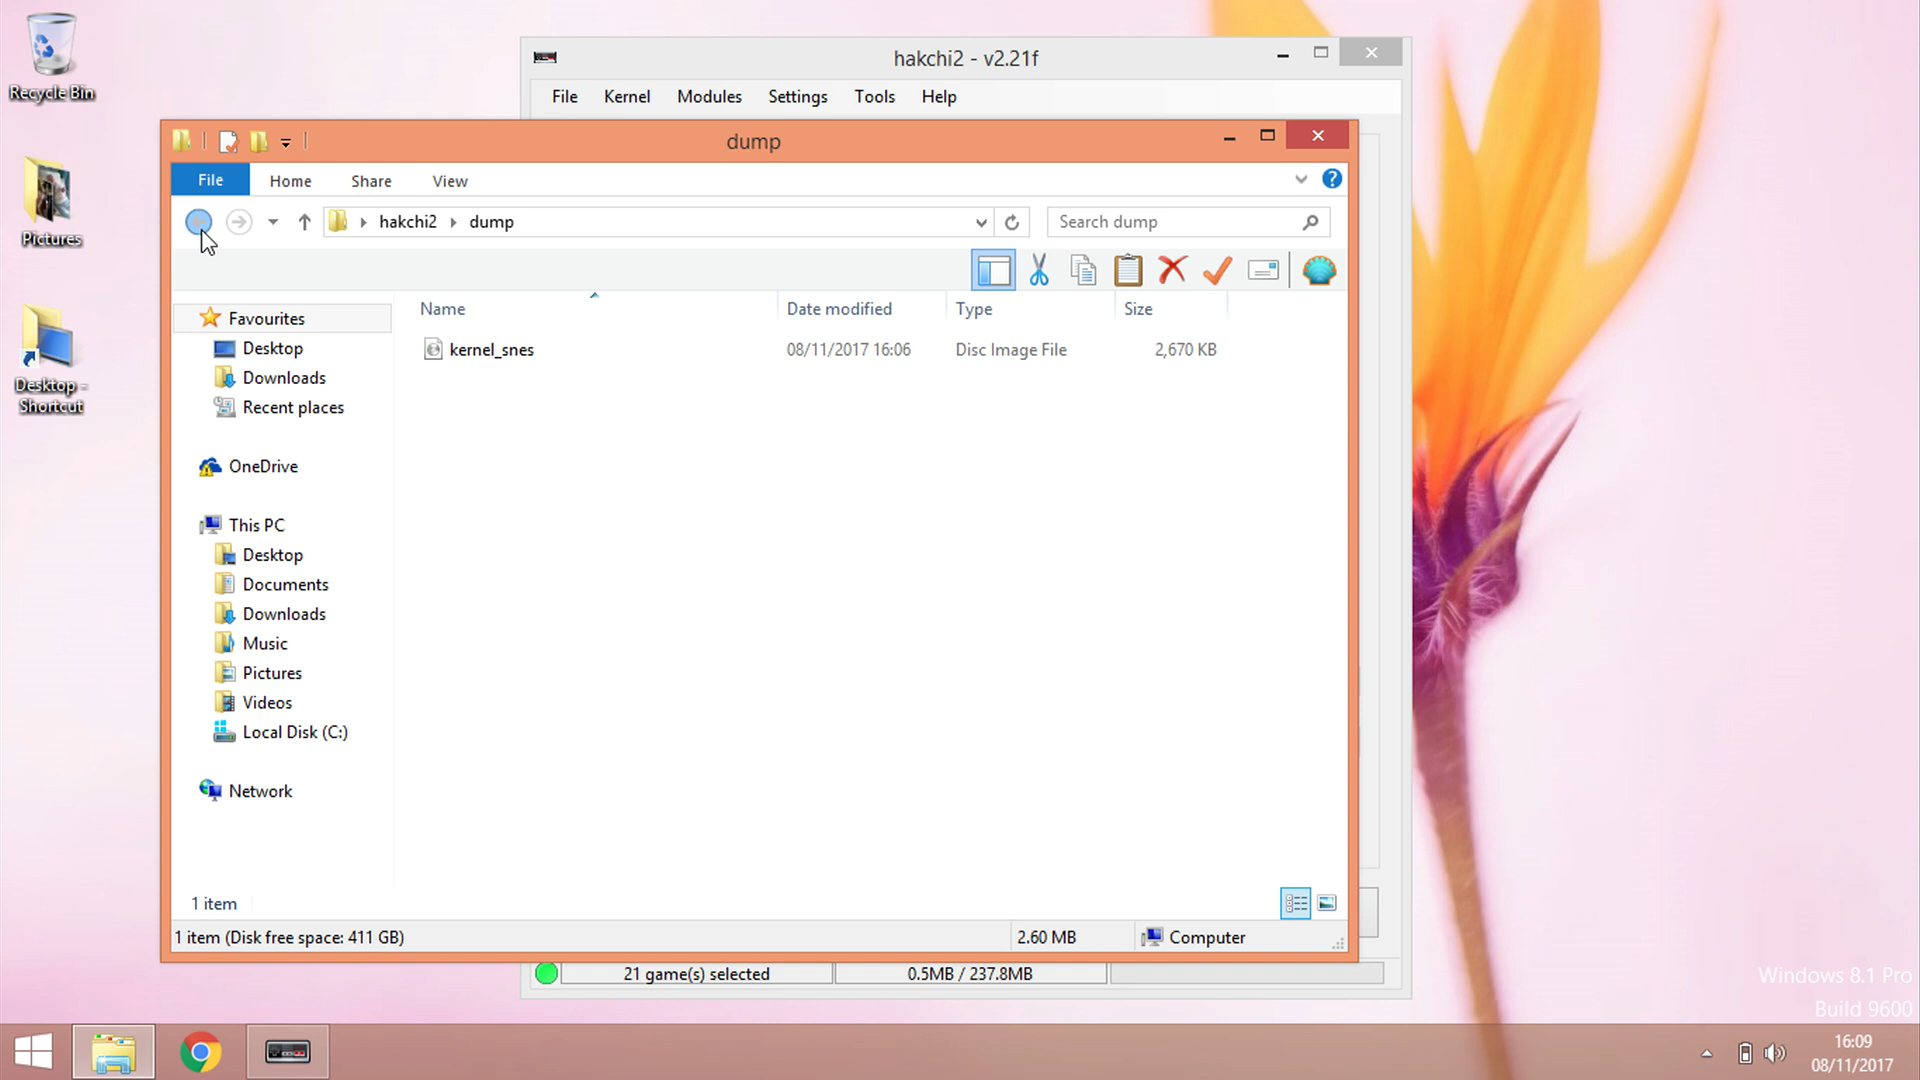 Recycle Bin
Pictures
Desktop -
Shortcut
hakchi2 - v2.21f
File Kernel Modules Settings Tools Help
dump
File Home Share View
hakchi2 dump
Search dump
Name Date modified Type Size
kernel_snes 08/11/2017 16:06 Disc Image File 2,670 KB
Favourites
Desktop
Downloads
Recent places
OneDrive
This PC
Desktop
Documents
Downloads
Music
Pictures
Videos
Local Disk (C:)
Network
1 item
1 item (Disk free space: 411 GB) 2.60 MB Computer
21 game(s) selected 0.5MB / 237.8MB
Windows 8.1 Pro
Build 9600
16:09
08/11/2017